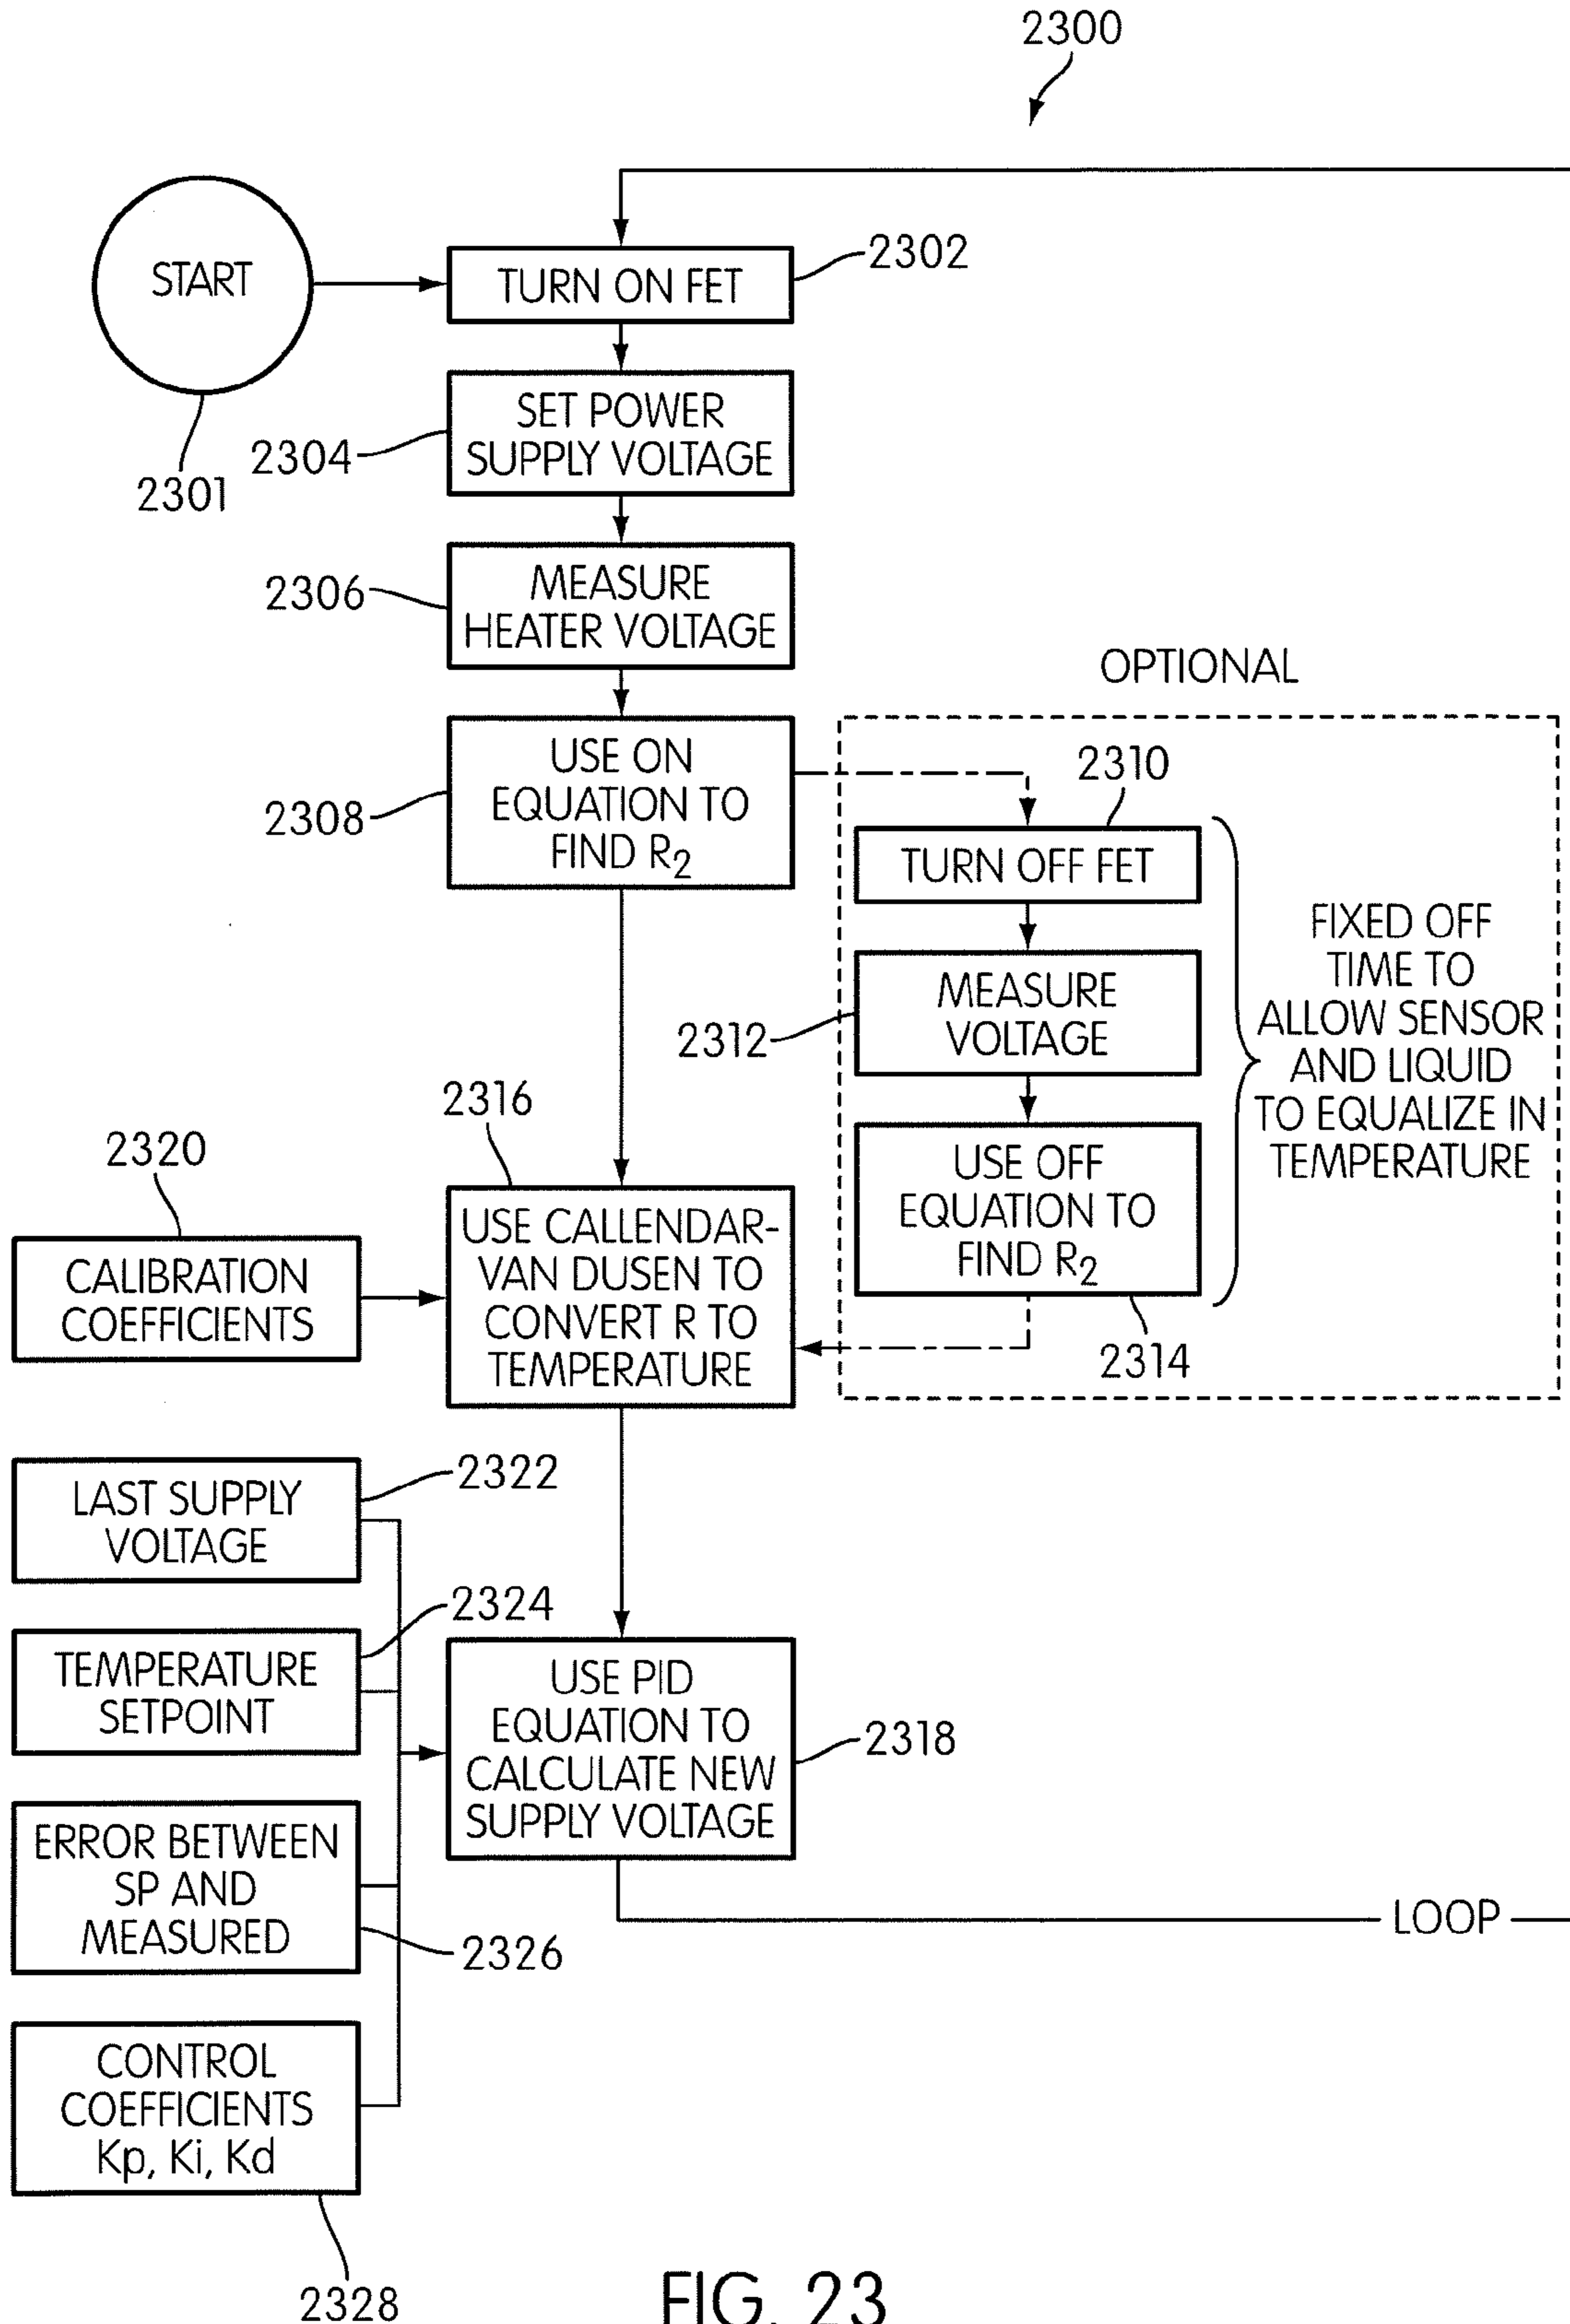 2300
START
2301
TURN ON FET
2302
SET POWER
SUPPLY VOLTAGE
2304
MEASURE
HEATER VOLTAGE
2306
USE ON
EQUATION TO
FIND R2
2308
OPTIONAL
2310
TURN OFF FET
MEASURE
VOLTAGE
2312
USE OFF
EQUATION TO
FIND R2
2314
FIXED OFF
TIME TO
ALLOW SENSOR
AND LIQUID
TO EQUALIZE IN
TEMPERATURE
2316
USE CALLENDAR-
VAN DUSEN TO
CONVERT R TO
TEMPERATURE
2320
CALIBRATION
COEFFICIENTS
LAST SUPPLY
VOLTAGE
2322
TEMPERATURE
SETPOINT
2324
USE PID
EQUATION TO
CALCULATE NEW
SUPPLY VOLTAGE
2318
ERROR BETWEEN
SP AND
MEASURED
2326
LOOP
CONTROL
COEFFICIENTS
Kp, Ki, Kd
2328
FIG. 23